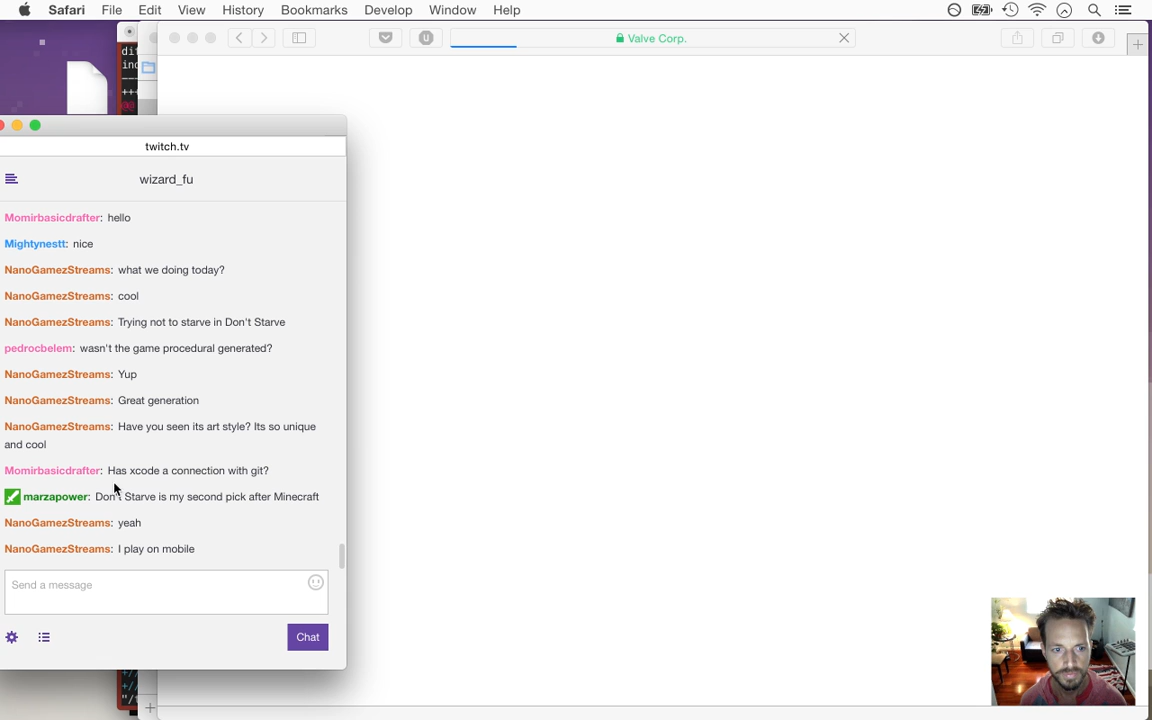 Safari File Edit View History Bookmarks Develop Window Help
Valve Corp.
twitch.tv
wizard_fu
Momirbasicdrafter: hello
Mightynestt: nice
NanoGamezStreams: what we doing today?
NanoGamezStreams: cool
NanoGamezStreams: Trying not to starve in Don't Starve
pedrocbelem: wasn't the game procedural generated?
NanoGamezStreams: Yup
NanoGamezStreams: Great generation
NanoGamezStreams: Have you seen its art style? Its so unique
and cool
Momirbasicdrafter: Has xcode a connection with git?
marzapower: Don't Starve is my second pick after Minecraft
NanoGamezStreams: yeah
NanoGamezStreams: I play on mobile
Send a message
Chat